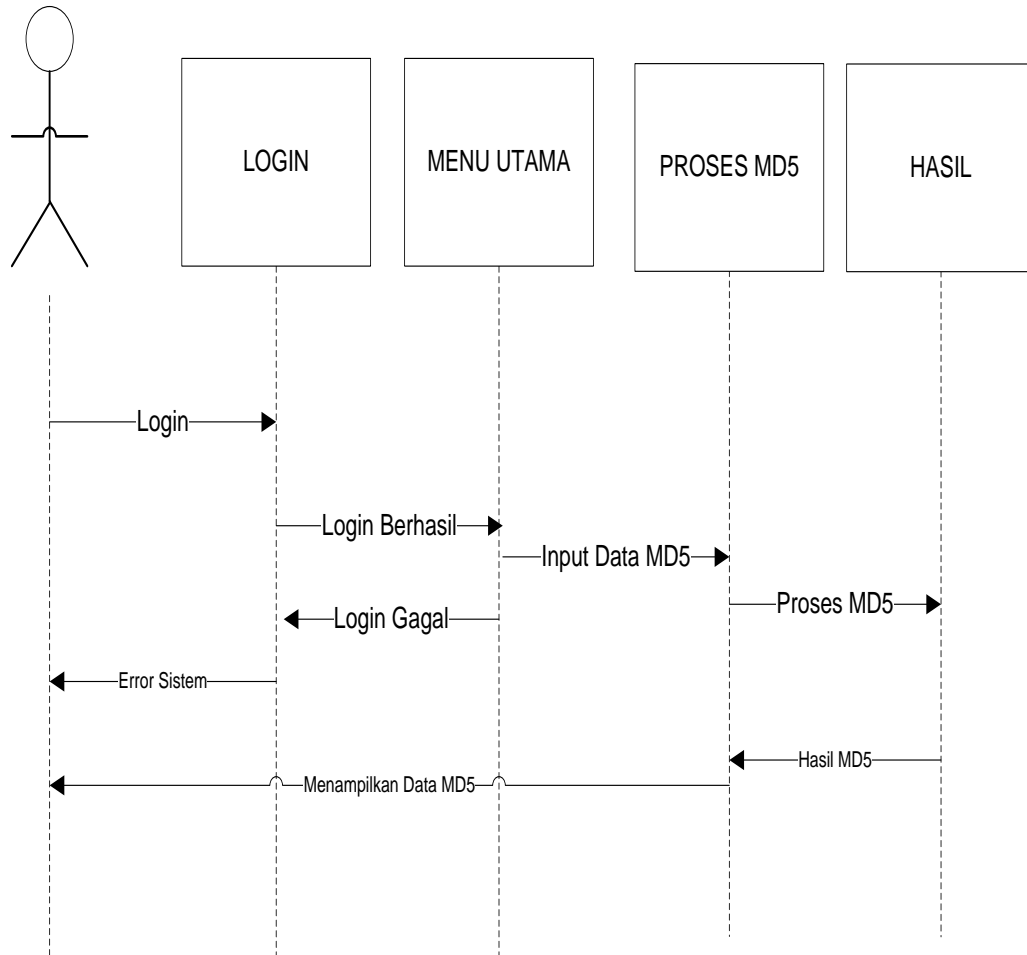 LOGIN
MENU UTAMA
PROSES MD5
HASIL
Login
Login Berhasil
Input Data MD5
Proses MD5
Login Gagal
Error Sistem
Hasil MD5
Menampilkan Data MD5